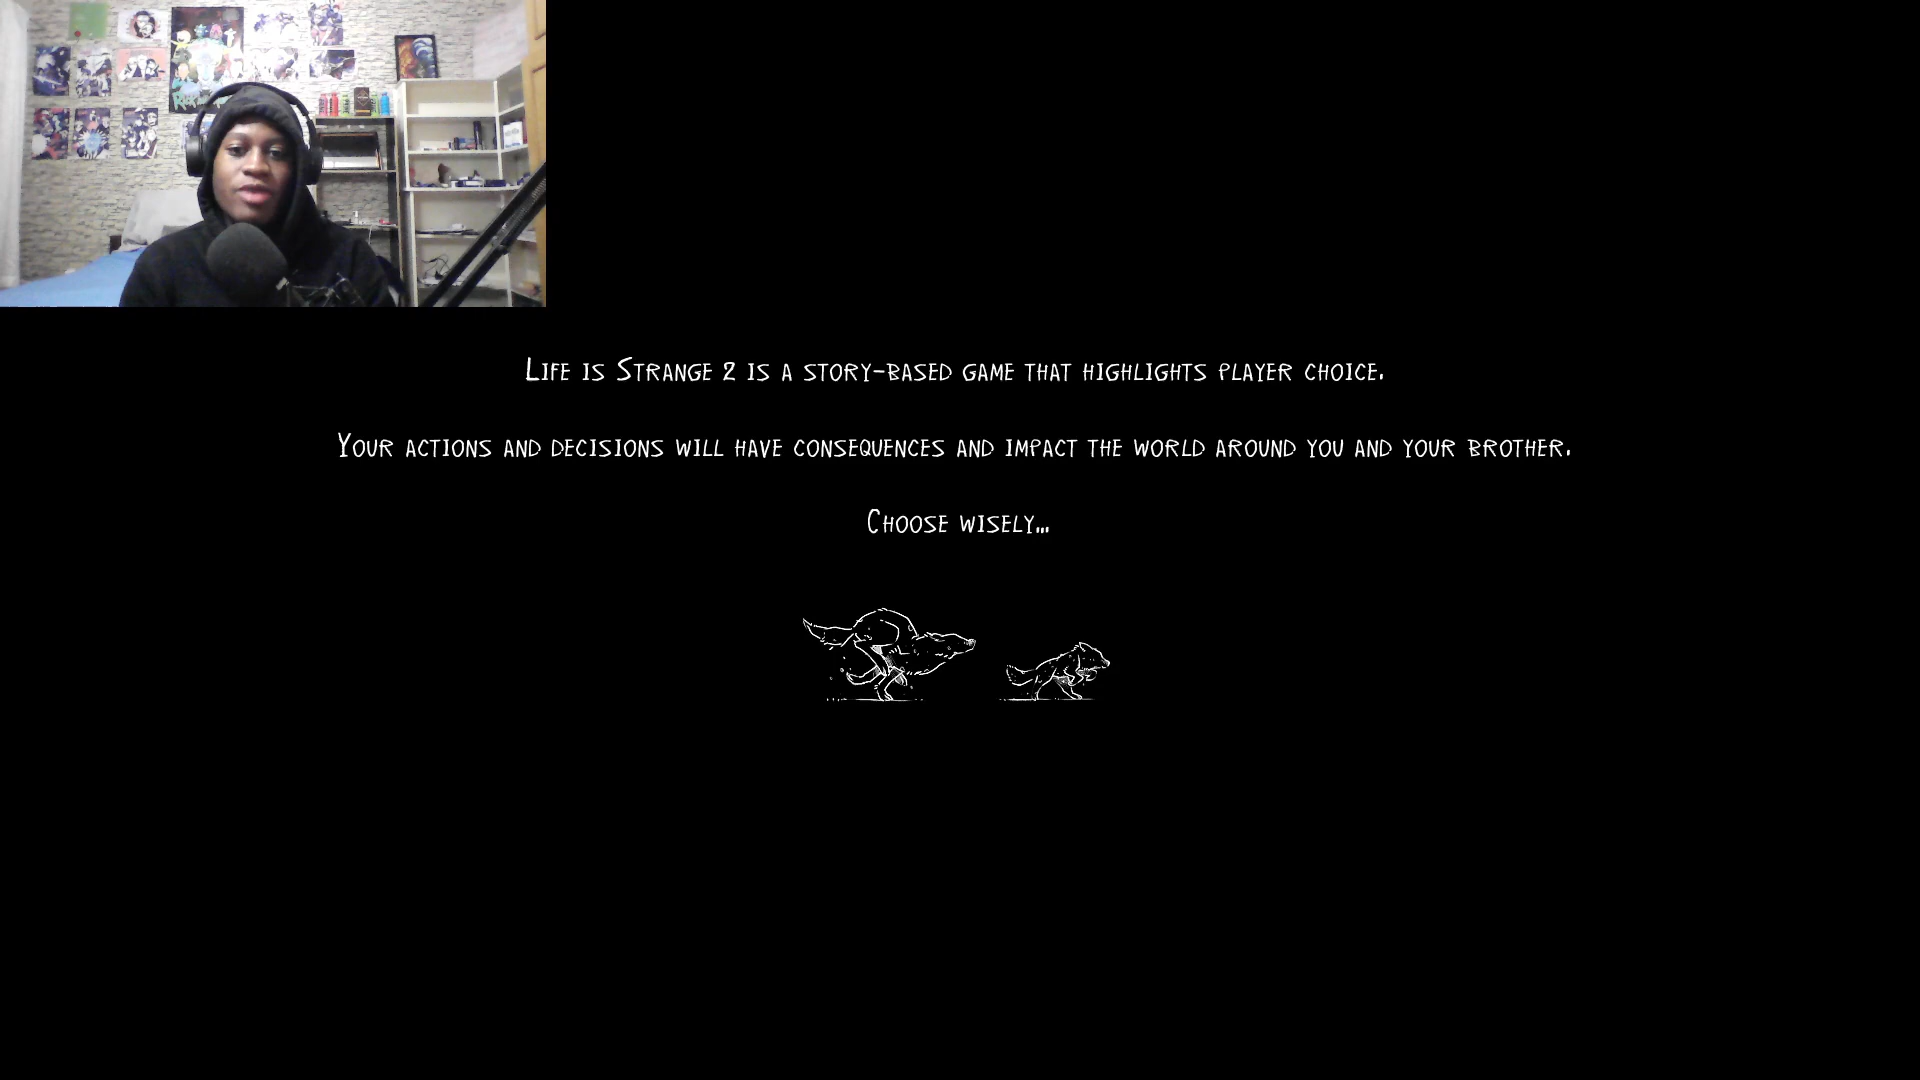 Life is Strange 2 is a story-based game that highlights player choice.
Your actions and decisions will have consequences and impact the world around you and your brother.
Choose wisely...